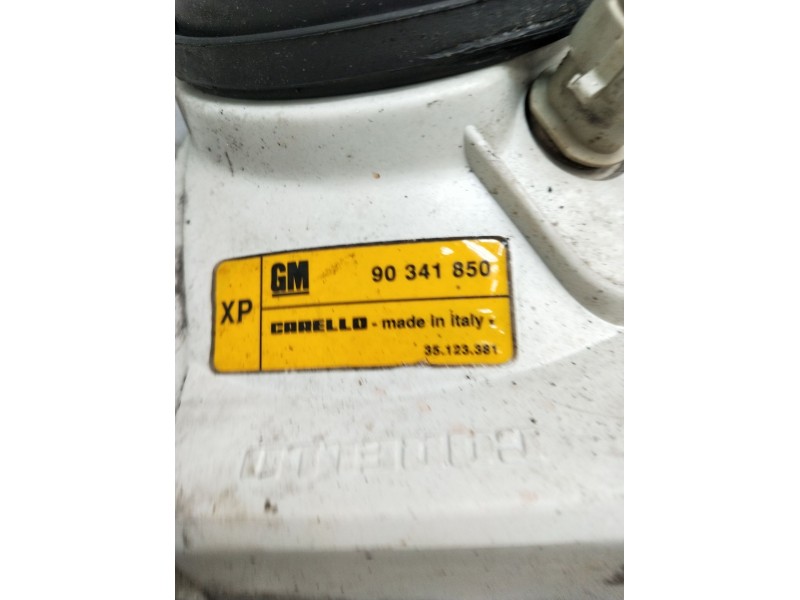 XP
GM 90 341 850
CARELLO - made in italy -
35.123.381